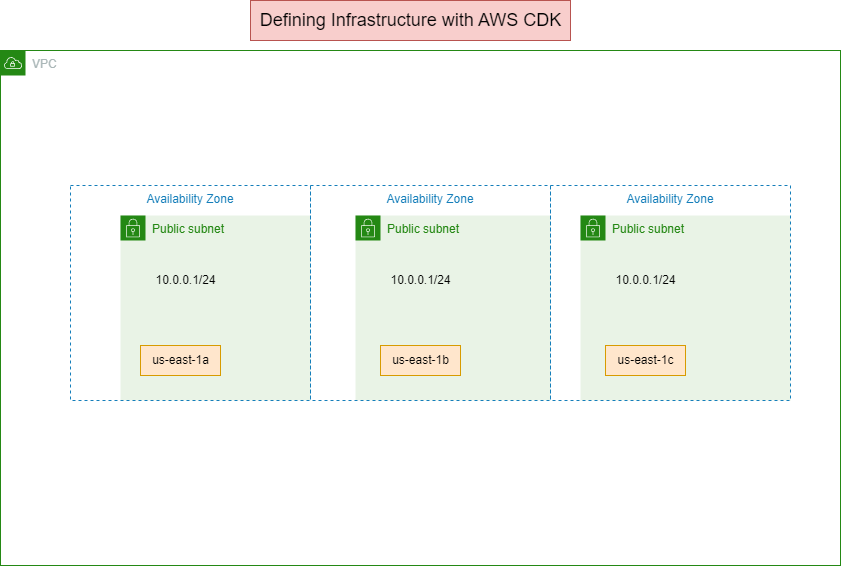 Defining Infrastructure with AWS CDK
VPC
Availability Zone
Availability Zone
Availability Zone
Public subnet
Public subnet
Public subnet
10.0.0.1/24
10.0.0.1/24
10.0.0.1/24
us-east-1a
us-east-1b
us-east-1c